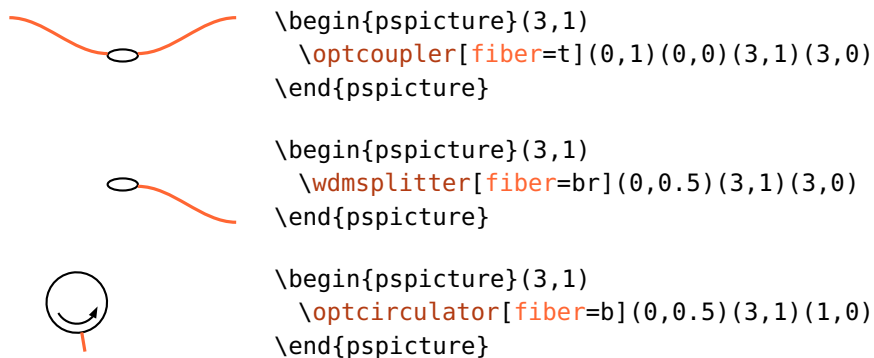 \begin{pspicture}(3,1)
  \optcoupler[fiber=t](0,1)(0,0)(3,1)(3,0)
\end{pspicture}
\begin{pspicture}(3,1)
  \wdmsplitter[fiber=br](0,0.5)(3,1)(3,0)
\end{pspicture}
\begin{pspicture}(3,1)
  \optcirculator[fiber=b](0,0.5)(3,1)(1,0)
\end{pspicture}